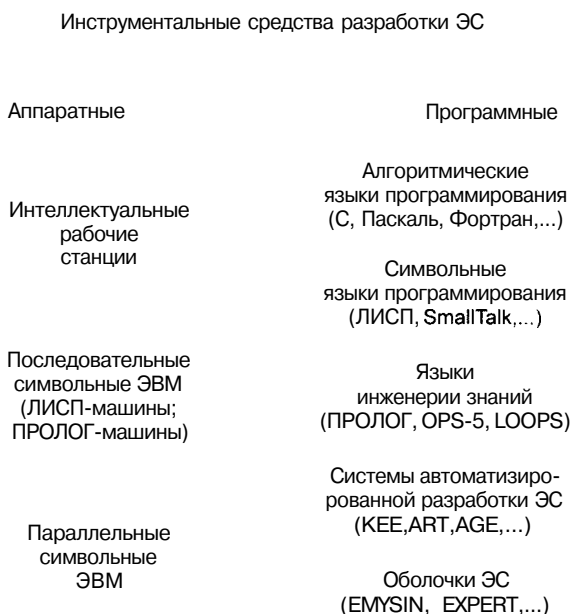 Инструментальные средства разработки ЭС
Аппаратные
Программные
Интеллектуальные
рабочие
станции
Последовательные
символьные ЭВМ
(ЛИСП-машины;
ПРОЛОГ-машины)
Параллельные
символьные
ЭВМ
Алгоритмические
языки программирования
(С, Паскаль, Фортран,...)
Символьные
языки программирования
(ЛИСП, SmallTalk,...)
Языки
инженерии знаний
(ПРОЛОГ, OPS-5, LOOPS)
Системы автоматизиро-
рованной разработки ЭС
(KEE,ART,AGE,...)
Оболочки ЭС
(EMYSIN, EXPERT,...)